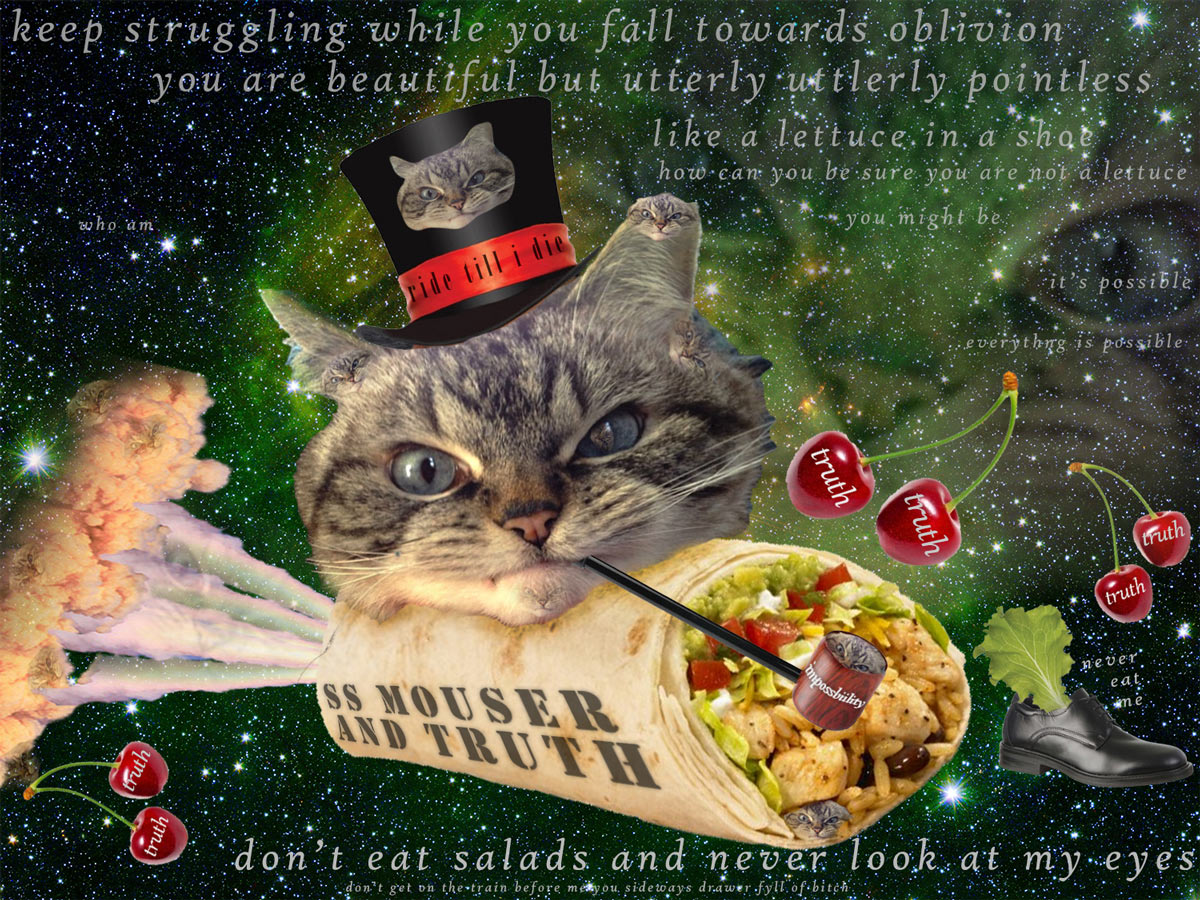 keep struggling while you fall towards oblivion
you are beautiful but utterly uttlerly pointless
like a lettuce in a shoe
how can you be sure you are not a lettuce
you might be
who am
it's possible
..everythng is possible
ride till i die
truth
truth
truth
truth
impossbility
never
eat
me
SS MOUSER
AND TRUTH
truth
truth
don't eat salads and never look at my eyes
don't get on the train before me you sideways drawer fyll of bitch